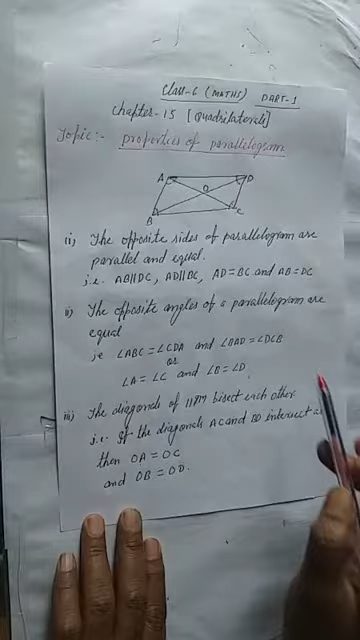 Class-6 (MATHS) PART-1
Chapter-15 [Quadrilaterals]
Topic:- Properties of parallelogram
A D
O
B C
i) The opposite sides of parallelogram are
parallel and equal.
i.e. AB||DC, AD||BC, AD=BC and AB=DC
ii) The opposite angles of a parallelogram are
equal
ie ∠ABC=∠CDA and ∠BAD=∠DCB
or
∠A=∠C and ∠B=∠D.
iii) The diagonals of ||gm bisect each other.
i.e. If the diagonals AC and BD intersect
then OA=OC
and OB=OD.